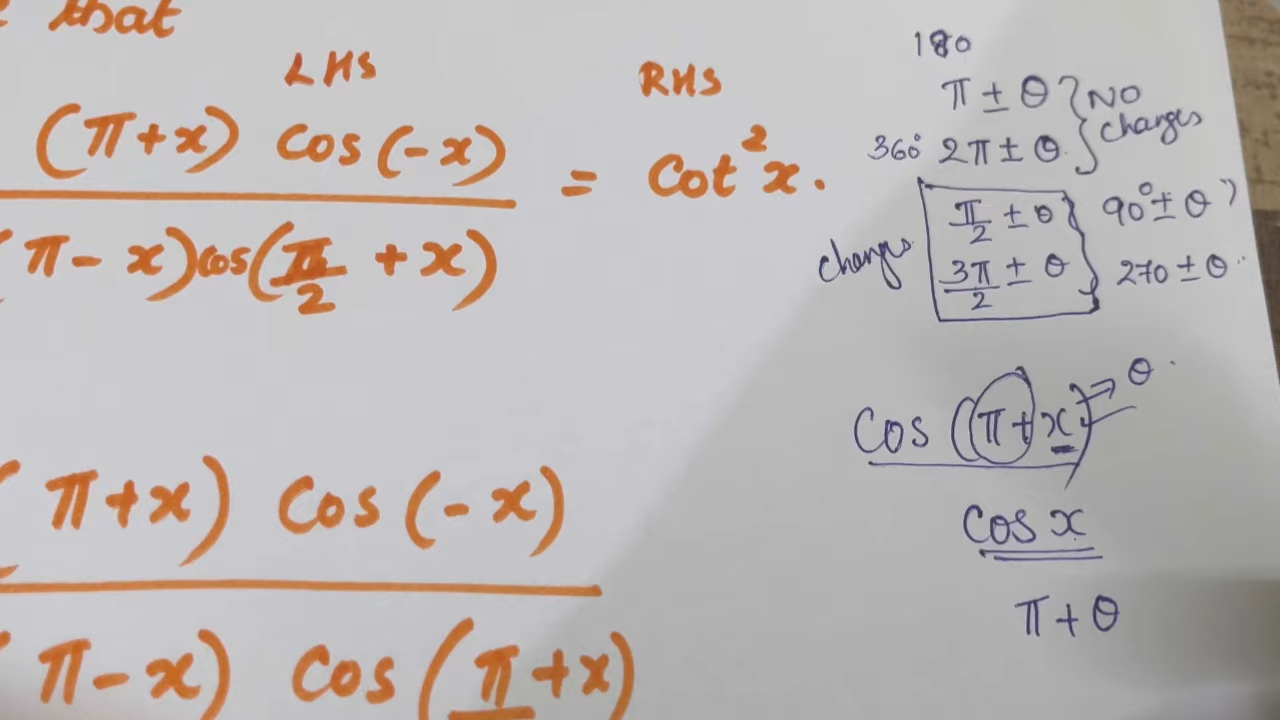 that
LHS RHS
(π+x) cos(-x) = Cot²x.
(π-x)cos(π/2 +x)
(π+x) Cos(-x)
(π-x) Cos(π +x)
180
π ± θ } NO Changes
360° 2π ± θ
Changes π/2 ± θ } 90° ± θ
3π/2 ± θ 270 ± θ
Cos(π+x) ⇒ θ
Cos x
π + θ